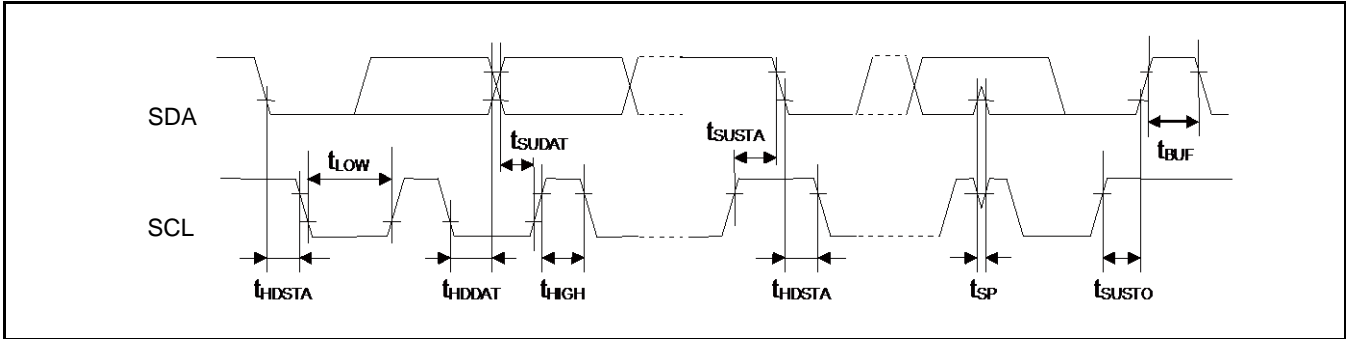 SDA
tSUDAT
tSUSTA
tBUF
tLOW
SCL
tHDSTA
tHDDAT
tHIGH
tHDSTA
tSP
tSUSTO